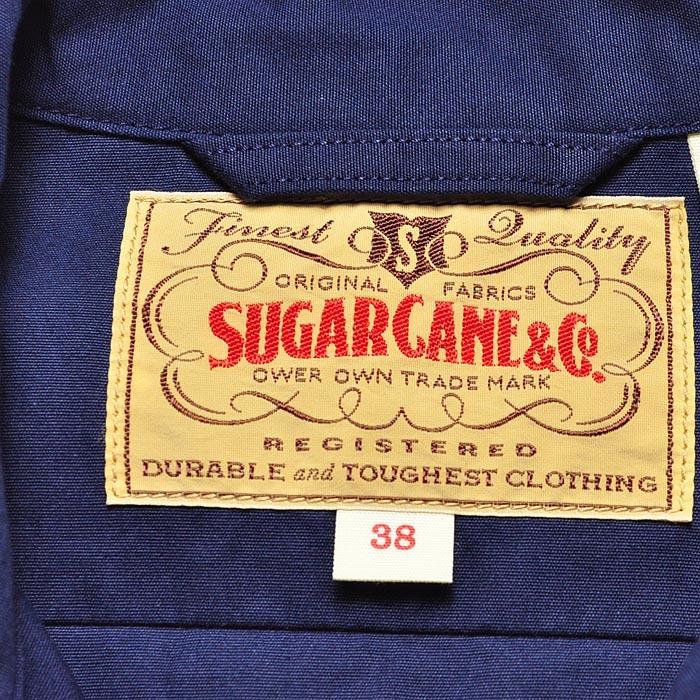 Finest S Quality
ORIGINAL FABRICS
SUGAR CANE & Co.
OWER OWN TRADE MARK
REGISTERED
DURABLE and TOUGHEST CLOTHING
38